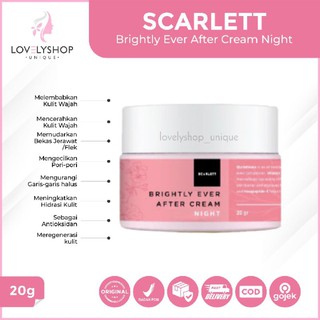 LOVELYSHOP
UNIQUE
SCARLETT
Brightly Ever After Cream Night
Melembabkan
Kulit Wajah
Mencerahkan
Kulit Wajah
Memudarkan
Bekas Jerawat
/Flek
Mengecilkan
Pori-pori
Mengurangi
Garis-garis halus
Meningkatkan
Hidrasi Kulit
Sebagai
Antioksidan
Meregenerasi
kulit
lovelyshop_unique
SCARLETT
BRIGHTLY EVER
AFTER CREAM
NIGHT
20 gr
20g
ORIGINAL
DELIVERY
COD
gojek